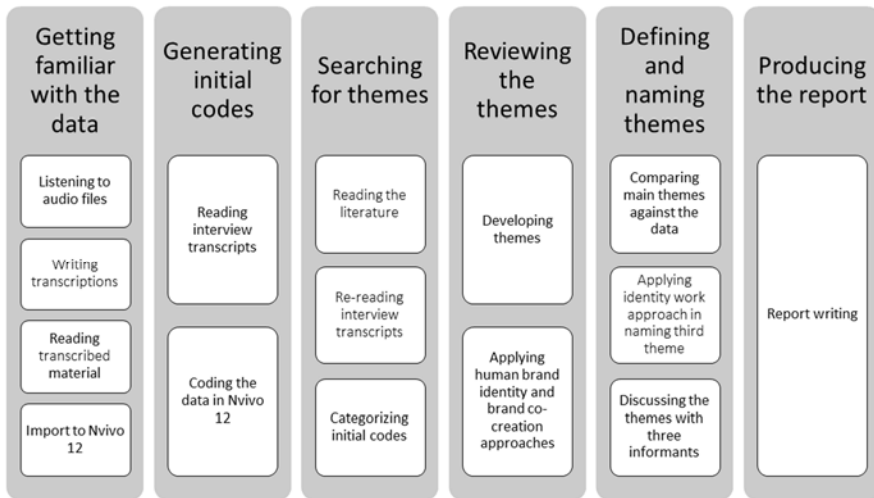 Getting
familiar
with the
data
Listening to
audio files
Writing
transcriptions
Reading
transcribed
material
Import to Nvivo
12
Generating
initial
codes
Reading
interview
transcripts
Coding the
data in Nvivo
12
Searching
for themes
Reading the
literature
Re-reading
interview
transcripts
Categorizing
initial codes
Reviewing
the
themes
Developing
themes
Applying
human brand
identity and
brand co-
creation
approaches
Defining
and
naming
themes
Comparing
main themes
against the
data
Applying
identity work
approach in
naming third
theme
Discussing the
themes with
three
informants
Producing
the report
Report writing